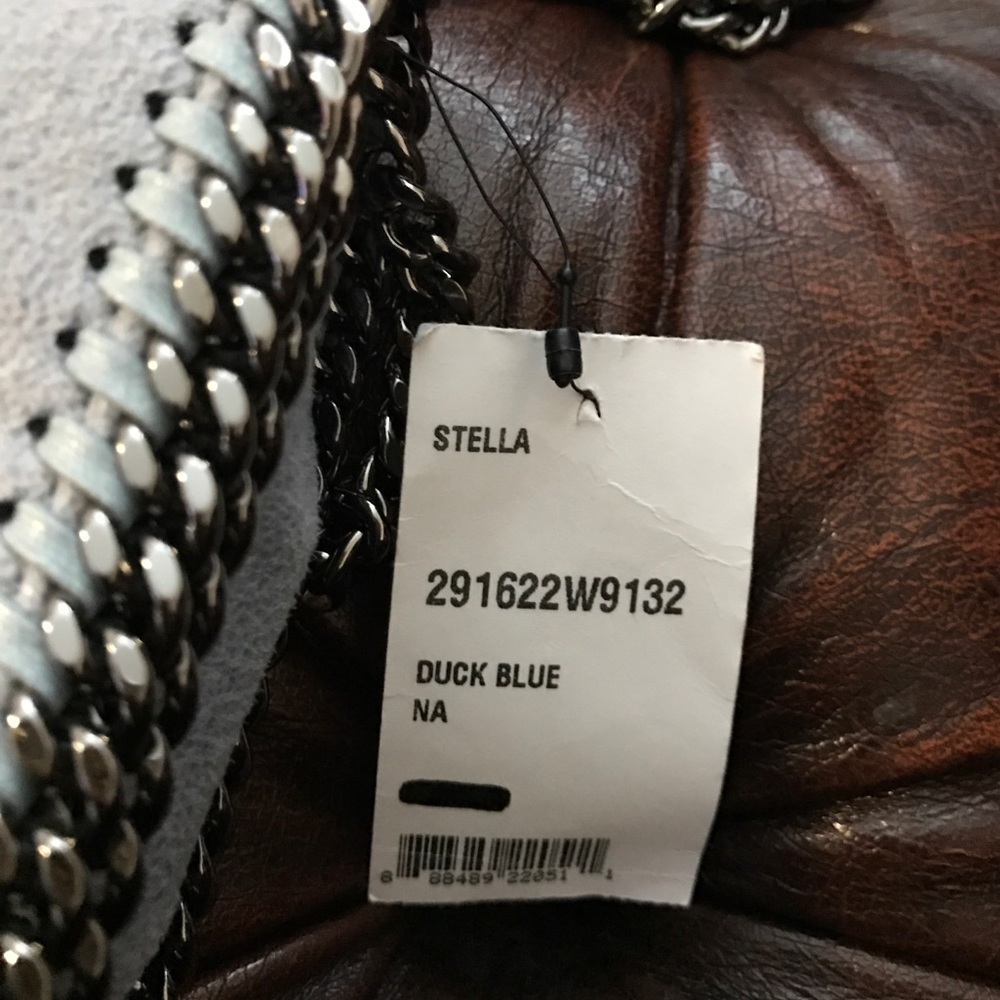 STELLA
291622W9132
DUCK BLUE
NA
8 88489 22051 1